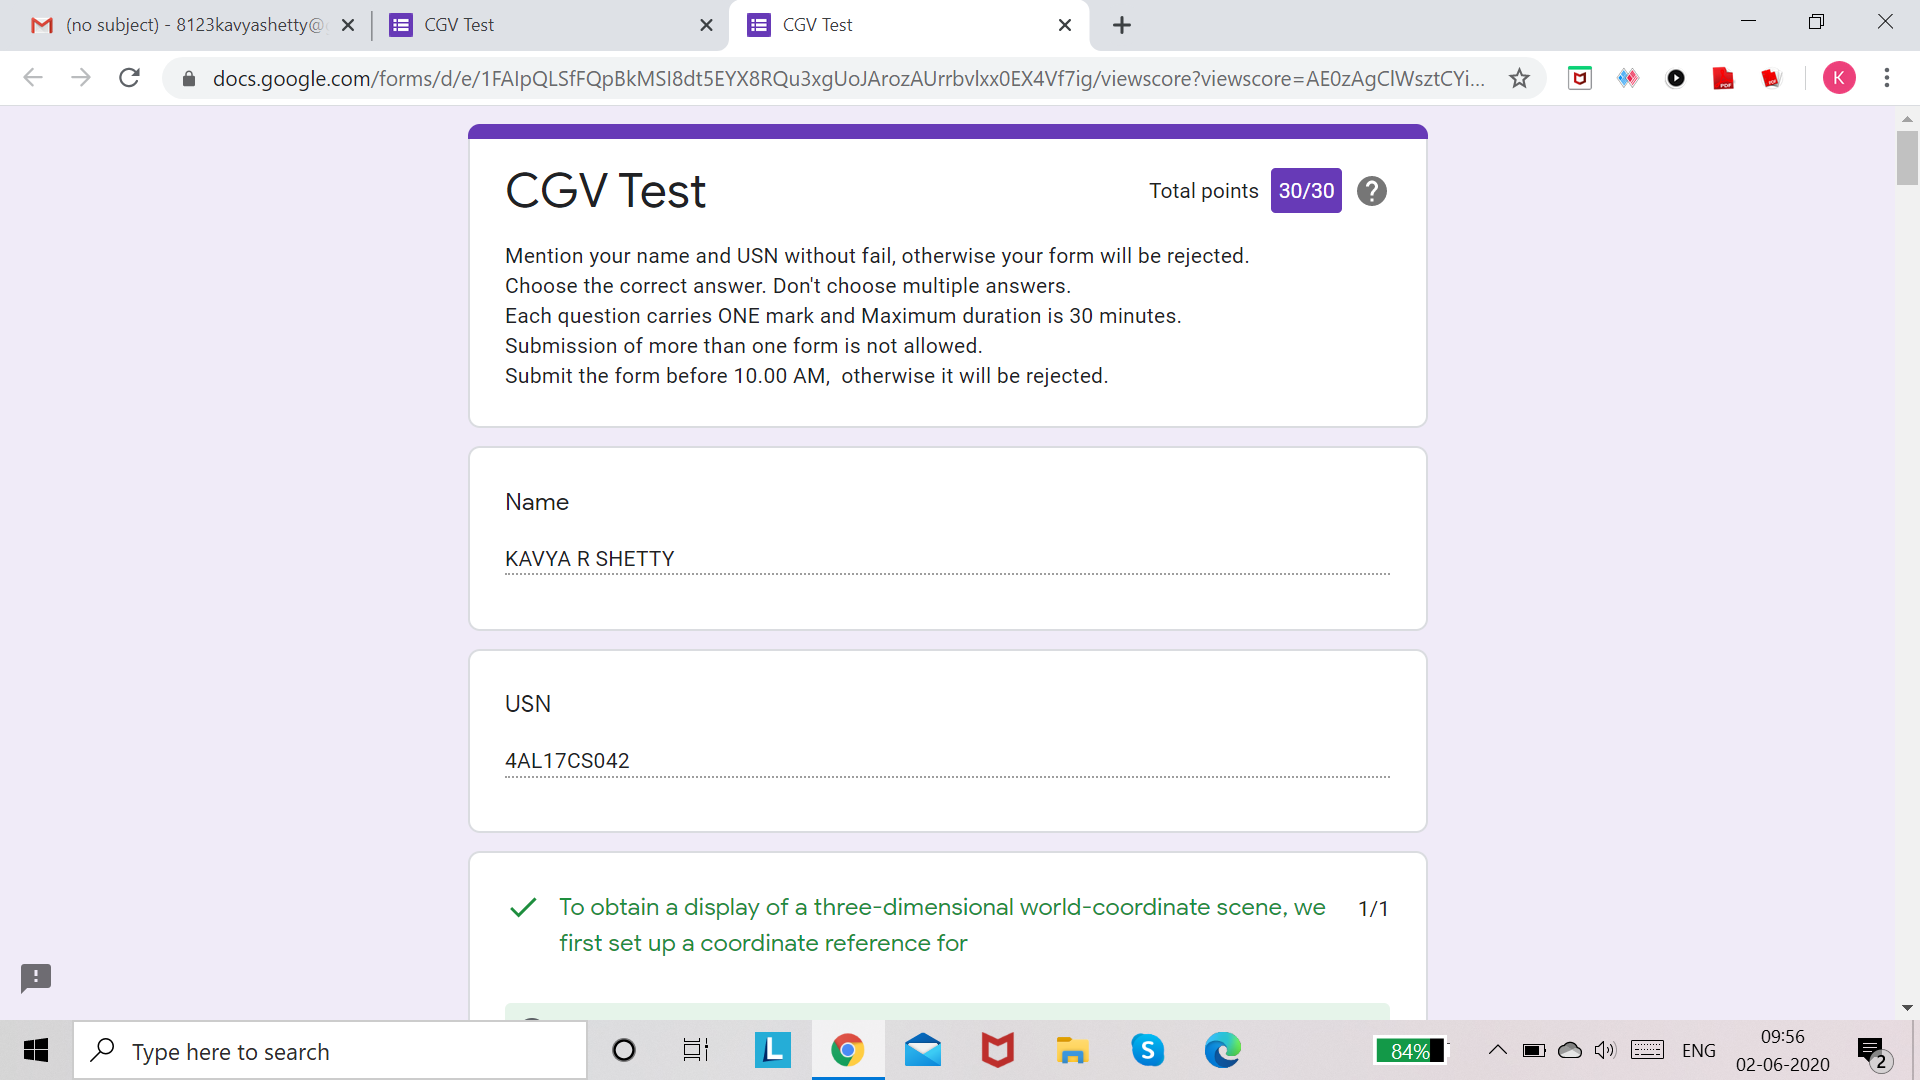 (no subject) - 8123kavyashetty@
CGV Test
CGV Test
docs.google.com/forms/d/e/1FAIpQLSfFQpBkMSI8dt5EYX8RQu3xgUoJArozAUrrbvlxx0EX4Vf7ig/viewscore?viewscore=AE0zAgClWsztCYi...
K
CGV Test
Total points 30/30
Mention your name and USN without fail, otherwise your form will be rejected.
Choose the correct answer. Don't choose multiple answers.
Each question carries ONE mark and Maximum duration is 30 minutes.
Submission of more than one form is not allowed.
Submit the form before 10.00 AM,  otherwise it will be rejected.
Name
KAVYA R SHETTY
USN
4AL17CS042
To obtain a display of a three-dimensional world-coordinate scene, we
first set up a coordinate reference for
1/1
Type here to search
L
S
84%
ENG
09:56
02-06-2020
2